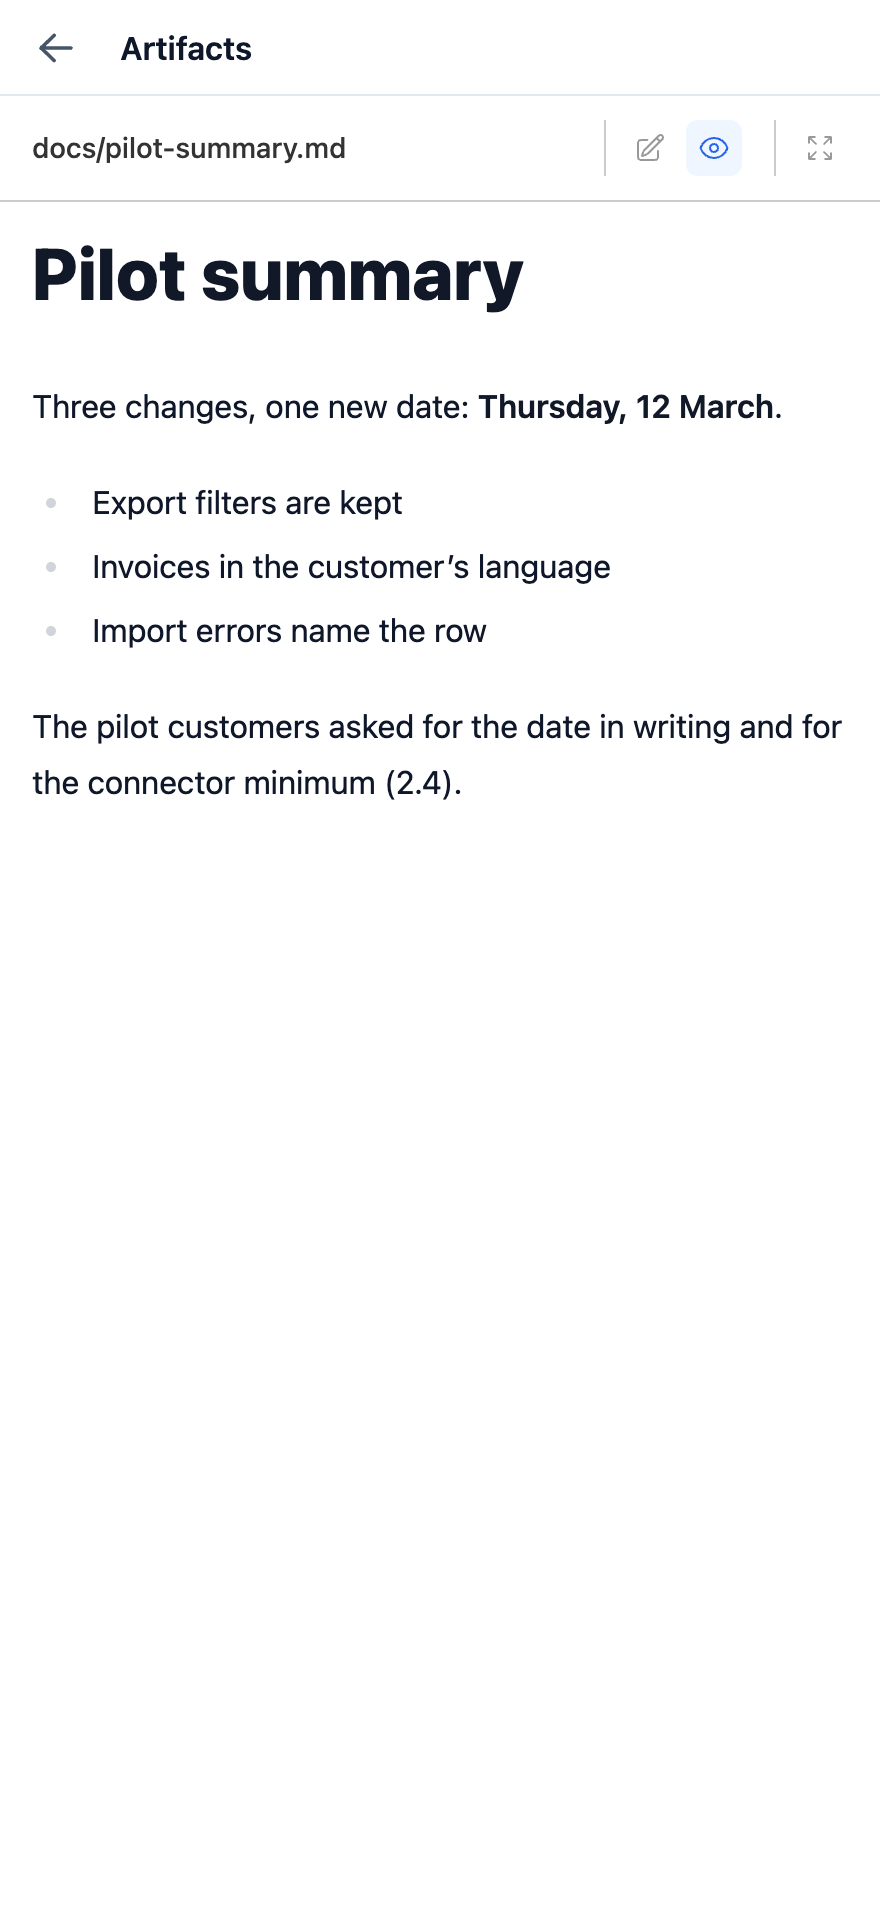 Artifacts
docs/pilot-summary.md
Pilot summary
Three changes, one new date: Thursday, 12 March.
Export filters are kept
Invoices in the customer’s language
Import errors name the row
The pilot customers asked for the date in writing and for
the connector minimum (2.4).